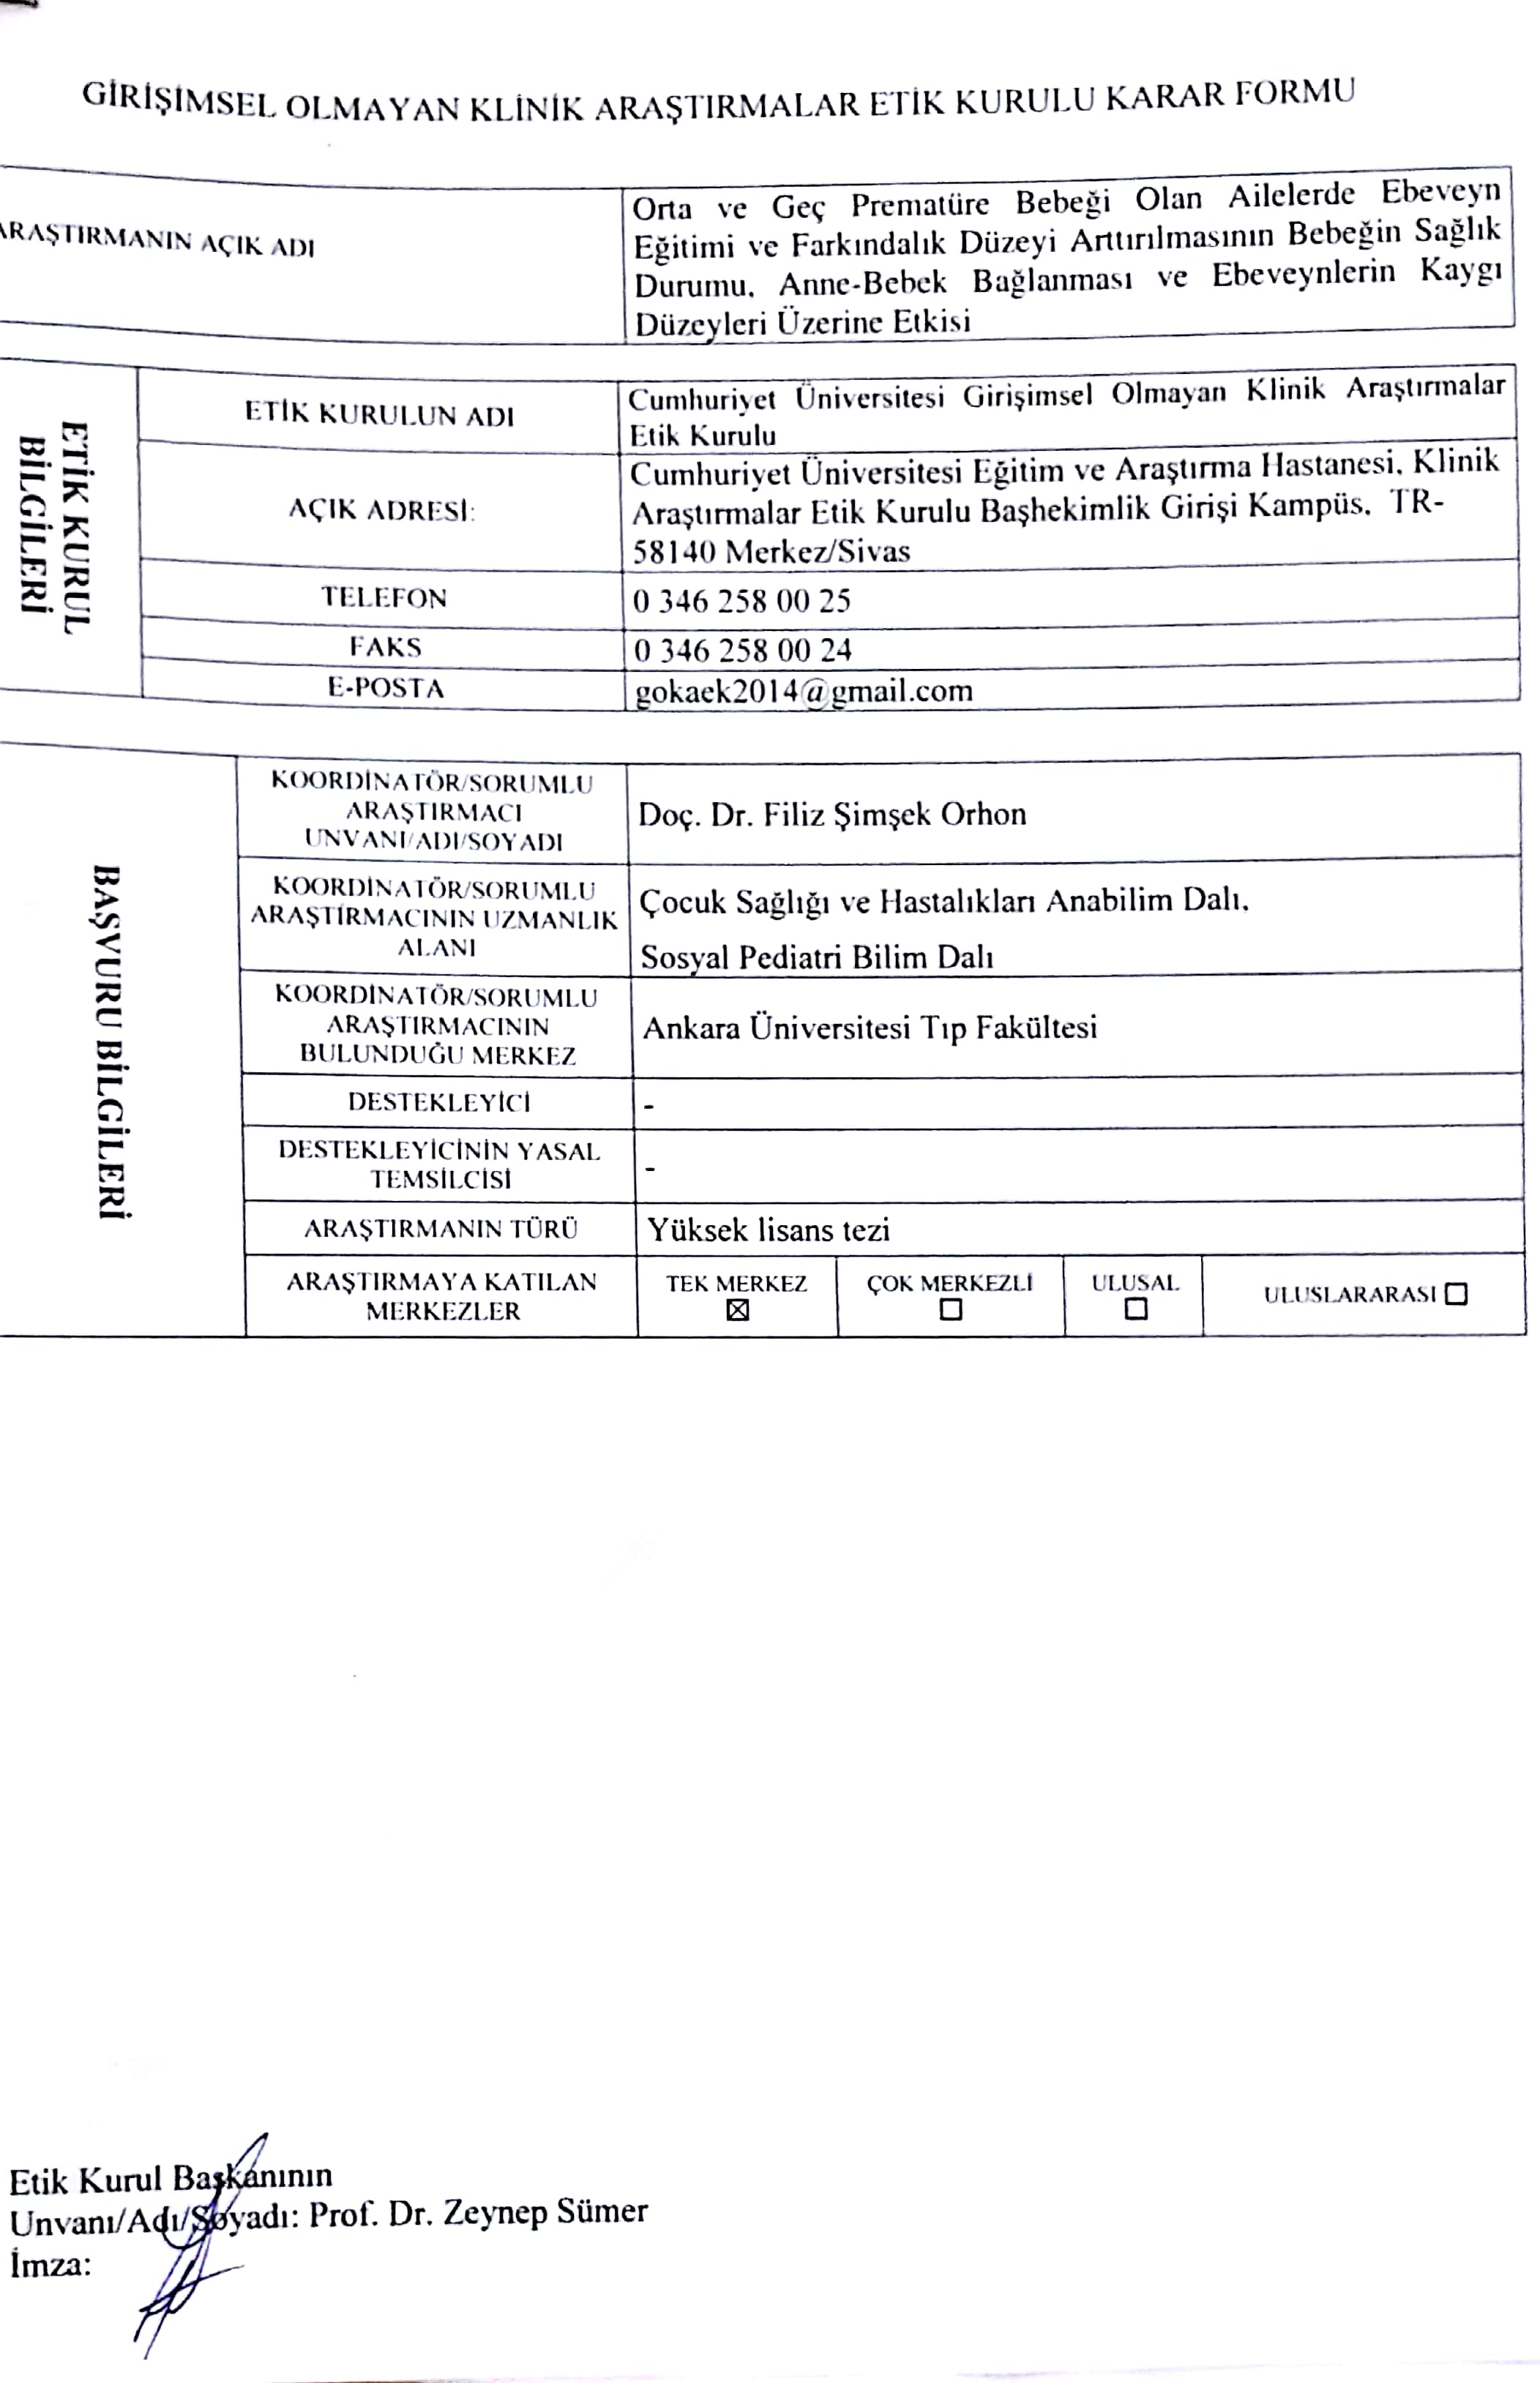 GİRİŞİMSEL OLMAYAN KLİNİK ARAŞTIRMALAR ETİK KURULU KARAR FORMU
ARAŞTIRMANIN AÇIK ADI
Orta ve Geç Prematüre Bebeği Olan Ailelerde Ebeveyn
Eğitimi ve Farkındalık Düzeyi Arttırılmasının Bebeğin Sağlık
Durumu, Anne-Bebek Bağlanması ve Ebeveynlerin Kaygı
Düzeyleri Üzerine Etkisi
ETİK KURUL
BİLGİLERİ
ETİK KURULUN ADI
Cumhuriyet Üniversitesi Girişimsel Olmayan Klinik Araştırmalar
Etik Kurulu
AÇIK ADRESİ:
Cumhuriyet Üniversitesi Eğitim ve Araştırma Hastanesi, Klinik
Araştırmalar Etik Kurulu Başhekimlik Girişi Kampüs, TR-
58140 Merkez/Sivas
TELEFON
0 346 258 00 25
FAKS
0 346 258 00 24
E-POSTA
gokaek2014@gmail.com
BAŞVURU BİLGİLERİ
KOORDİNATÖR/SORUMLU
ARAŞTIRMACI
UNVANI/ADI/SOYADI
Doç. Dr. Filiz Şimşek Orhon
KOORDİNATÖR/SORUMLU
ARAŞTIRMACININ UZMANLIK
ALANI
Çocuk Sağlığı ve Hastalıkları Anabilim Dalı,
Sosyal Pediatri Bilim Dalı
KOORDİNATÖR/SORUMLU
ARAŞTIRMACININ
BULUNDUĞU MERKEZ
Ankara Üniversitesi Tıp Fakültesi
DESTEKLEYİCİ
-
DESTEKLEYİCİNİN YASAL
TEMSİLCİSİ
-
ARAŞTIRMANIN TÜRÜ
Yüksek lisans tezi
ARAŞTIRMAYA KATILAN
MERKEZLER
TEK MERKEZ
☒
ÇOK MERKEZLİ
☐
ULUSAL
☐
ULUSLARARASI ☐
Etik Kurul Başkanının
Unvanı/Adı/Soyadı: Prof. Dr. Zeynep Sümer
İmza: